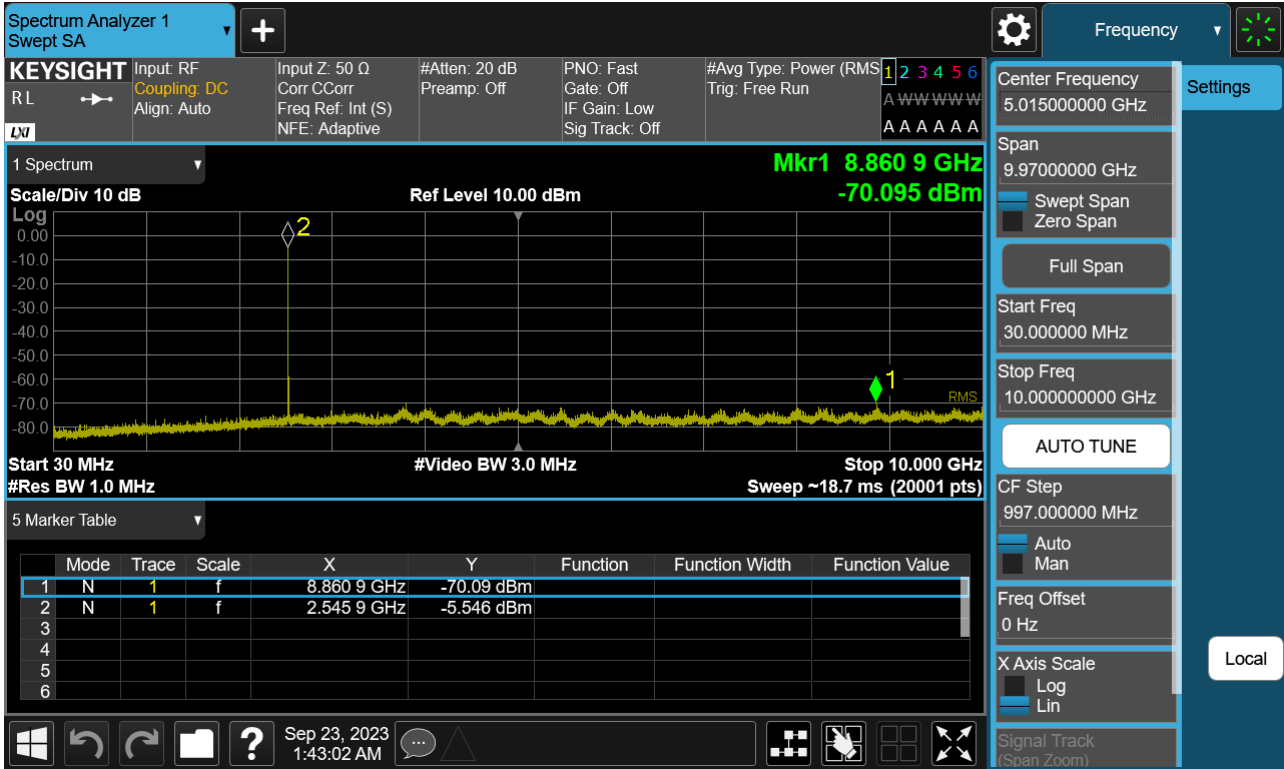 Spectrum Analyzer 1
Swept SA
+
Frequency
KEYSIGHT
R L
LXI
Input: RF
Coupling: DC
Align: Auto
Input Z: 50 Ω
Corr CCorr
Freq Ref: Int (S)
NFE: Adaptive
#Atten: 20 dB
Preamp: Off
PNO: Fast
Gate: Off
IF Gain: Low
Sig Track: Off
#Avg Type: Power (RMS
Trig: Free Run
1 2 3 4 5 6
A W W W W W
A A A A A A
1 Spectrum
Mkr1 8.860 9 GHz
-70.095 dBm
Scale/Div 10 dB
Ref Level 10.00 dBm
Log
0.00
-10.0
-20.0
-30.0
-40.0
-50.0
-60.0
-70.0
-80.0
2
1
RMS
Start 30 MHz
#Video BW 3.0 MHz
Stop 10.000 GHz
#Res BW 1.0 MHz
Sweep ~18.7 ms (20001 pts)
5 Marker Table
Mode Trace Scale X Y Function Function Width Function Value
1 N 1 f 8.860 9 GHz -70.09 dBm
2 N 1 f 2.545 9 GHz -5.546 dBm
3
4
5
6
Sep 23, 2023
1:43:02 AM
?
Center Frequency
5.015000000 GHz
Settings
Span
9.97000000 GHz
Swept Span
Zero Span
Full Span
Start Freq
30.000000 MHz
Stop Freq
10.000000000 GHz
AUTO TUNE
CF Step
997.000000 MHz
Auto
Man
Freq Offset
0 Hz
X Axis Scale
Log
Lin
Signal Track
(Span Zoom)
Local